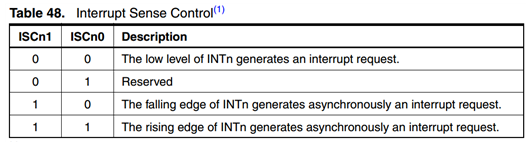 Table 48. Interrupt Sense Control(1)
ISCn1 ISCn0 Description
0 0 The low level of INTn generates an interrupt request.
0 1 Reserved
1 0 The falling edge of INTn generates asynchronously an interrupt request.
1 1 The rising edge of INTn generates asynchronously an interrupt request.